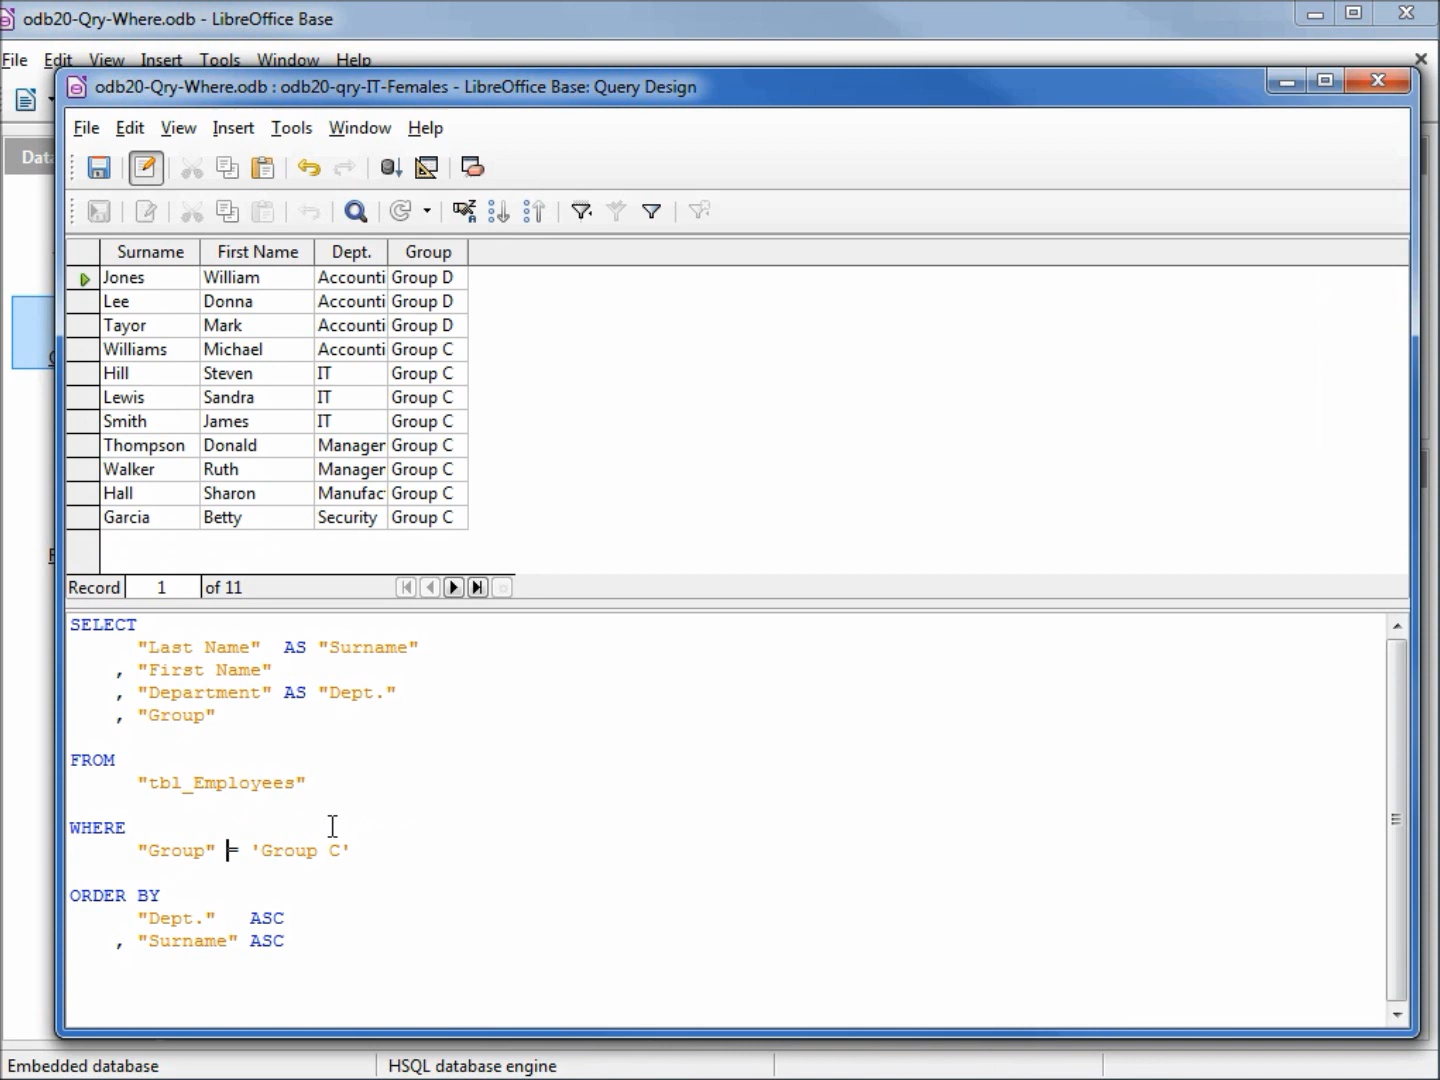 odb20-Qry-Where.odb - LibreOffice Base
File Edit View Insert Tools Window Help
odb20-Qry-Where.odb : odb20-qry-IT-Females - LibreOffice Base: Query Design
File Edit View Insert Tools Window Help
Surname First Name Dept. Group
Jones William Accounti Group D
Lee Donna Accounti Group D
Tayor Mark Accounti Group D
Williams Michael Accounti Group C
Hill Steven IT Group C
Lewis Sandra IT Group C
Smith James IT Group C
Thompson Donald Manager Group C
Walker Ruth Manager Group C
Hall Sharon Manufac Group C
Garcia Betty Security Group C
Record 1 of 11
SELECT
"Last Name" AS "Surname"
, "First Name"
, "Department" AS "Dept."
, "Group"
FROM
"tbl_Employees"
WHERE
"Group" = 'Group C'
ORDER BY
"Dept." ASC
, "Surname" ASC
Embedded database HSQL database engine